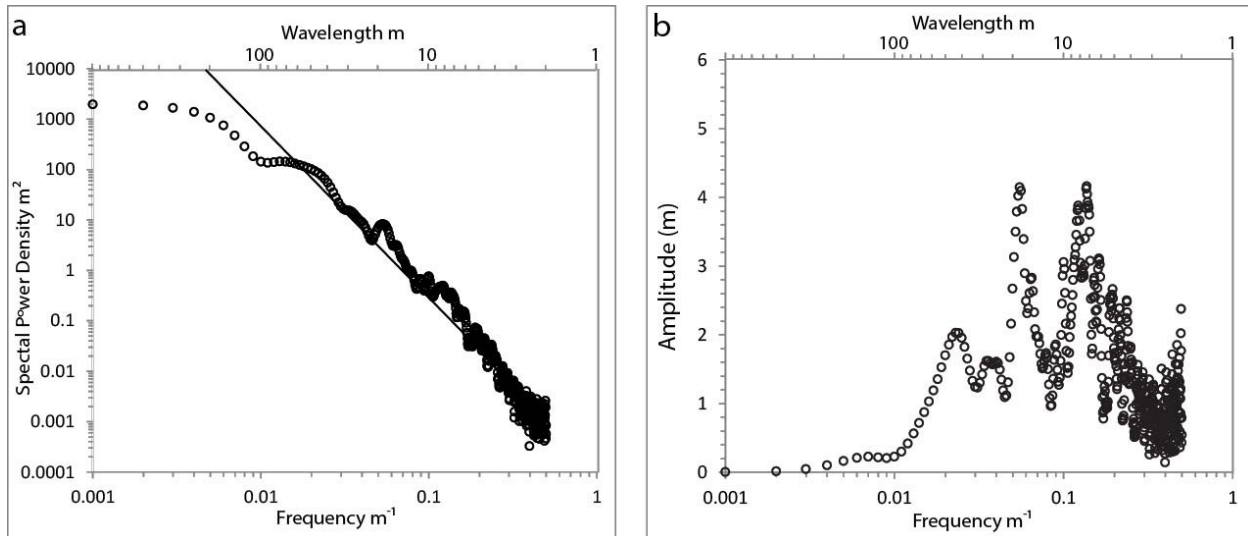 a
Wavelength m
100 10 1
10000
1000
100
10
1
0.1
0.01
0.001
0.0001
Spectal Power Density m²
0.001 0.01 0.1 1
Frequency m⁻¹
b
Wavelength m
100 10 1
6
5
4
3
2
1
0
Amplitude (m)
0.001 0.01 0.1 1
Frequency m⁻¹